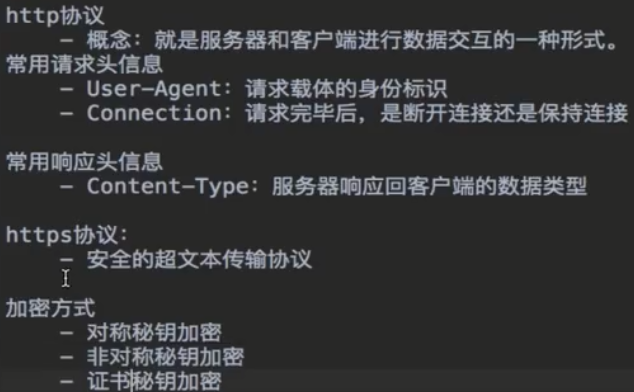 http协议
- 概念：就是服务器和客户端进行数据交互的一种形式。
常用请求头信息
- User-Agent：请求载体的身份标识
- Connection：请求完毕后，是断开连接还是保持连接
常用响应头信息
- Content-Type：服务器响应回客户端的数据类型
https协议：
- 安全的超文本传输协议
加密方式
- 对称秘钥加密
- 非对称秘钥加密
- 证书秘钥加密